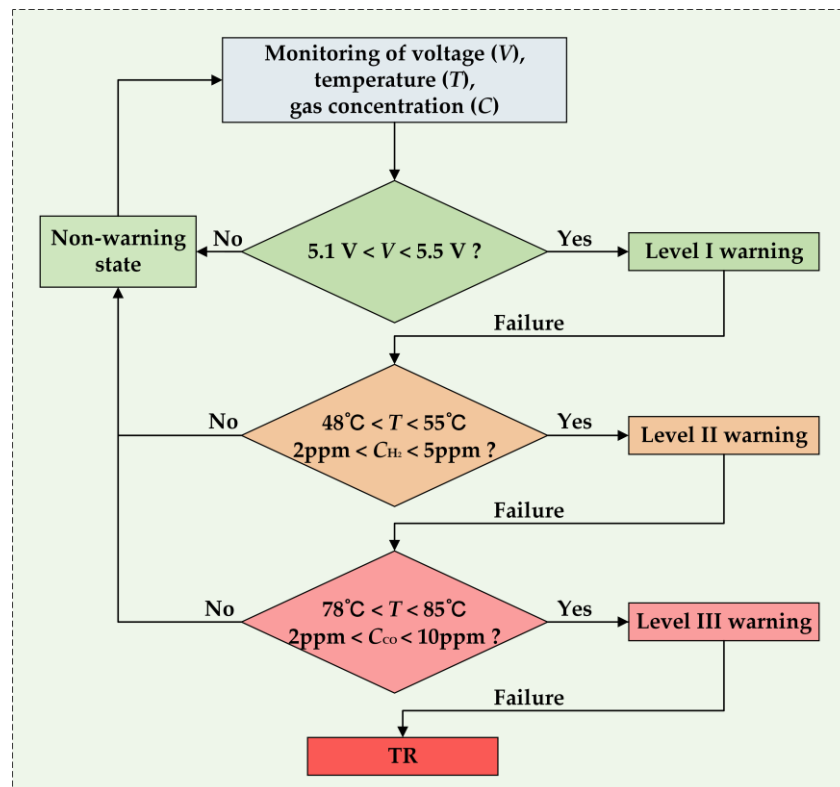 Monitoring of voltage (V),
temperature (T),
gas concentration (C)
Non-warning
state
No
5.1 V < V < 5.5 V ?
Yes
Level I warning
Failure
No
48℃ < T < 55℃
2ppm < C_H₂ < 5ppm ?
Yes
Level II warning
Failure
No
78℃ < T < 85℃
2ppm < C_CO < 10ppm ?
Yes
Level III warning
Failure
TR